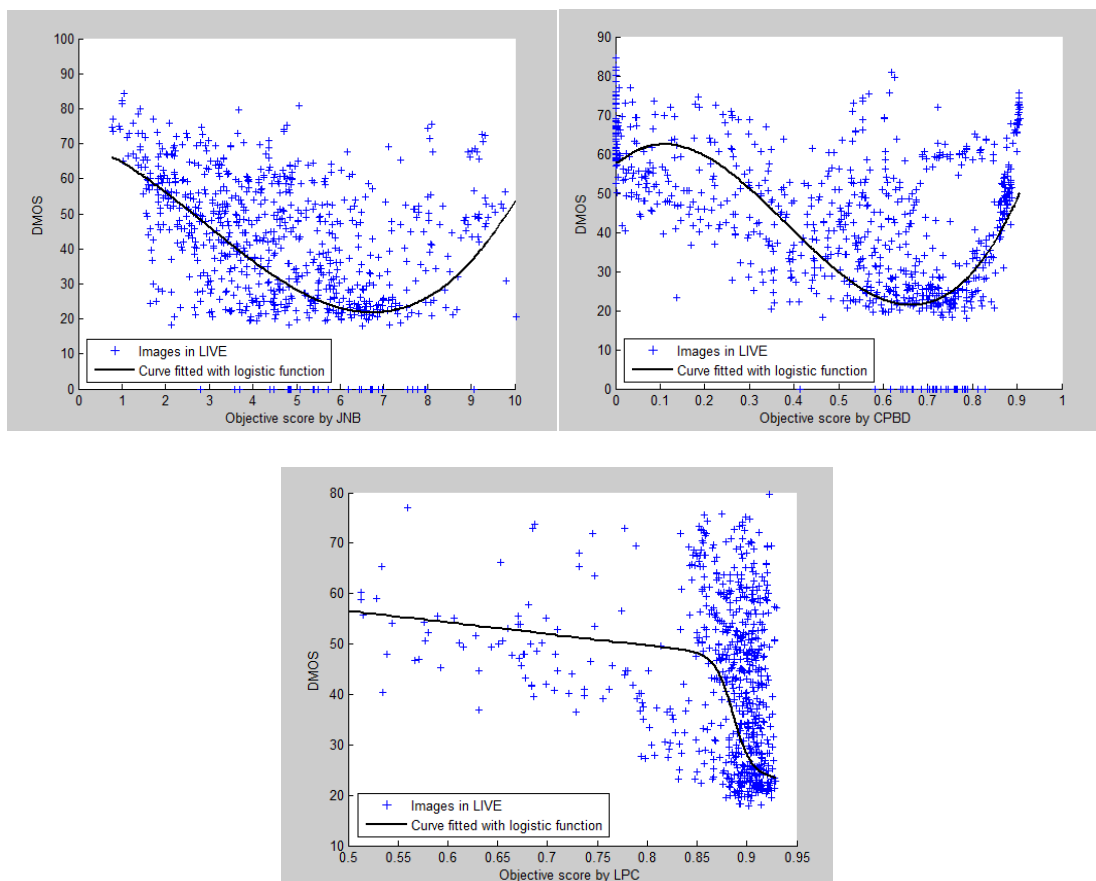 100
90
80
70
60
50
40
30
20
10
0
DMOS
Images in LIVE
Curve fitted with logistic function
0 1 2 3 4 5 6 7 8 9 10
Objective score by JNB
90
80
70
60
50
40
30
20
10
0
DMOS
Images in LIVE
Curve fitted with logistic function
0 0.1 0.2 0.3 0.4 0.5 0.6 0.7 0.8 0.9 1
Objective score by CPBD
80
70
60
50
40
30
20
10
DMOS
Images in LIVE
Curve fitted with logistic function
0.5 0.55 0.6 0.65 0.7 0.75 0.8 0.85 0.9 0.95
Objective score by LPC